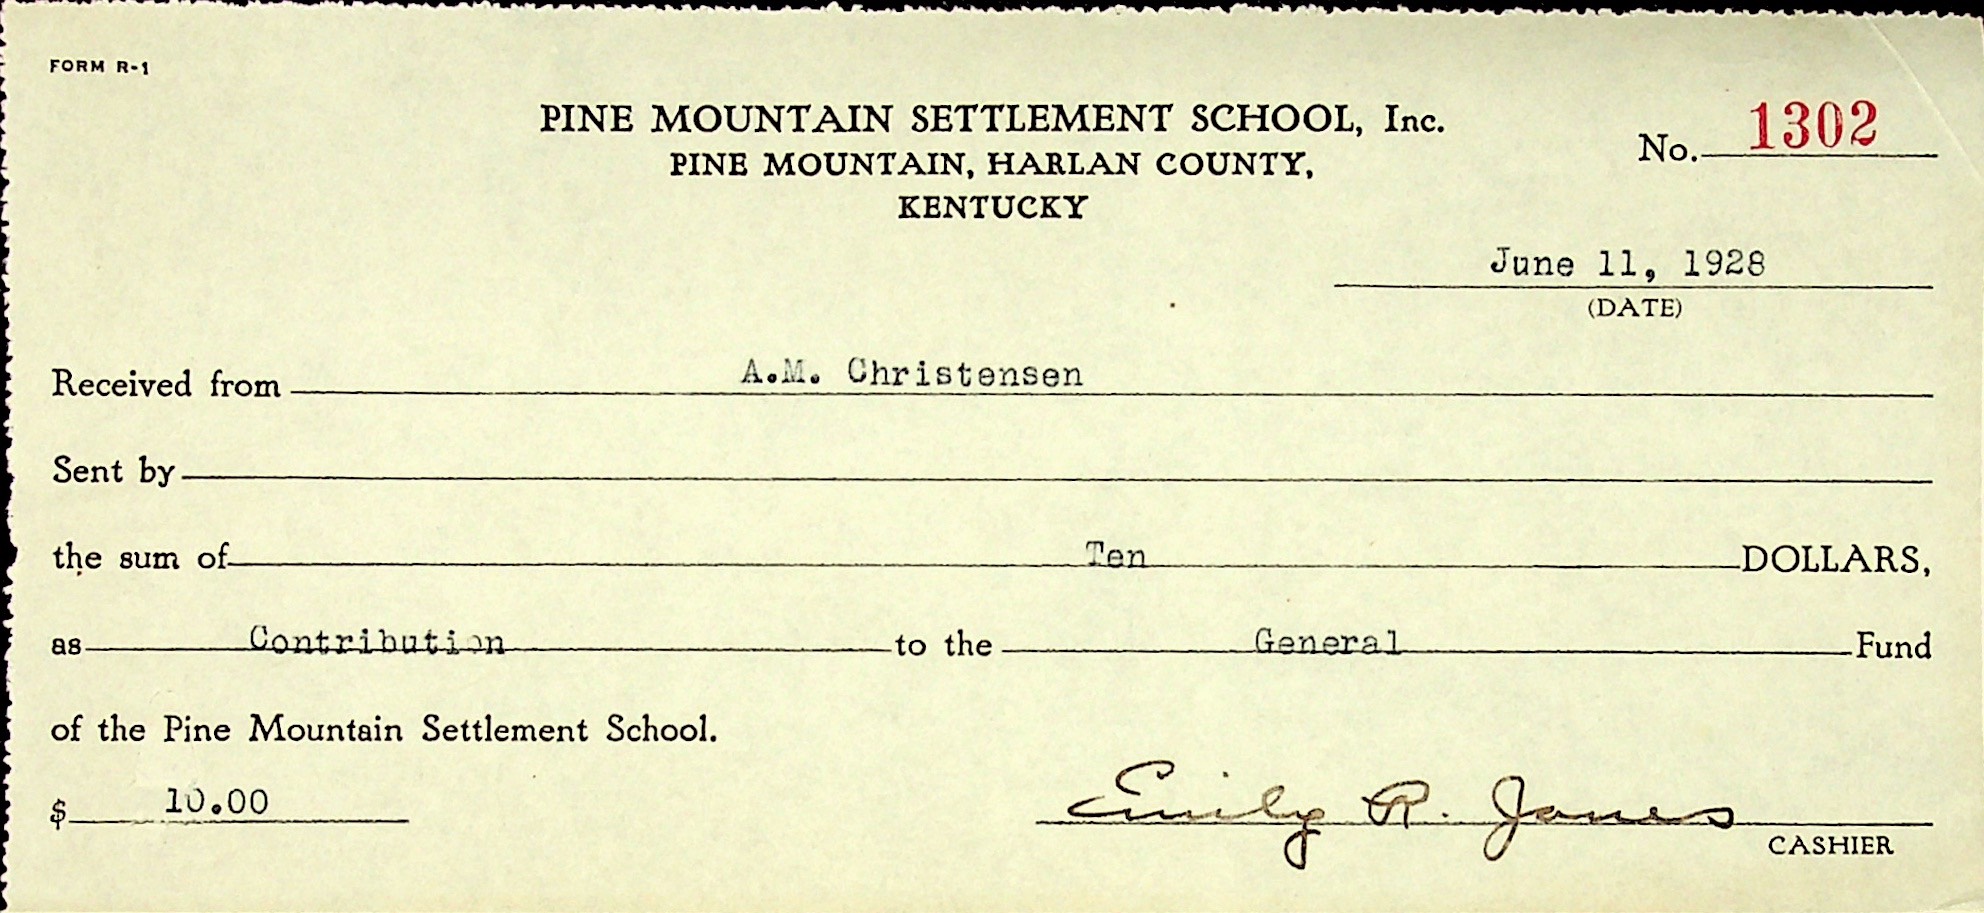 FORM R-1
PINE MOUNTAIN SETTLEMENT SCHOOL, Inc.
No. 1302
PINE MOUNTAIN, HARLAN COUNTY,
KENTUCKY
June 11, 1928
(DATE)
Received from A.M. Christensen
Sent by
the sum of Ten DOLLARS,
as Contribution to the General Fund
of the Pine Mountain Settlement School.
$ 10.00
Emily R. Jones
CASHIER